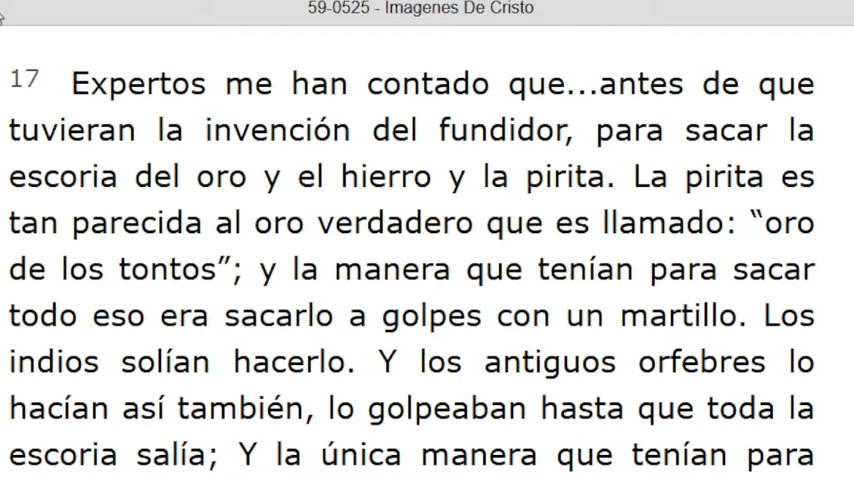 59-0525 - Imagenes De Cristo
17 Expertos me han contado que...antes de que
tuvieran la invención del fundidor, para sacar la
escoria del oro y el hierro y la pirita. La pirita es
tan parecida al oro verdadero que es llamado: “oro
de los tontos”; y la manera que tenían para sacar
todo eso era sacarlo a golpes con un martillo. Los
indios solían hacerlo. Y los antiguos orfebres lo
hacían así también, lo golpeaban hasta que toda la
escoria salía; Y la única manera que tenían para